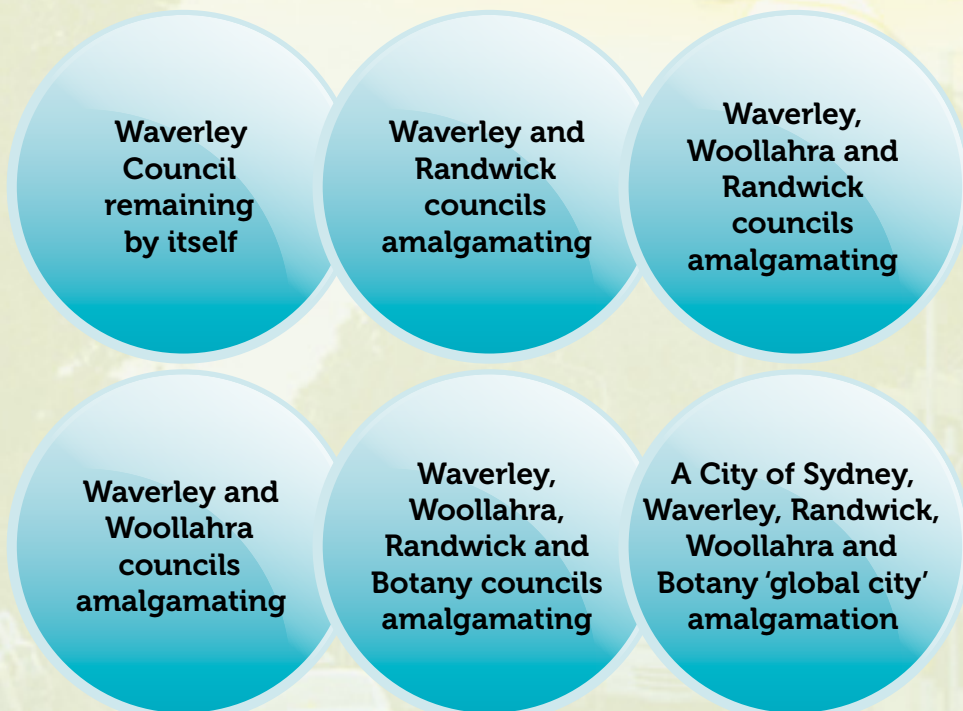 Waverley
Council
remaining
by itself
Waverley and
Randwick
councils
amalgamating
Waverley,
Woollahra and
Randwick
councils
amalgamating
Waverley and
Woollahra
councils
amalgamating
Waverley,
Woollahra,
Randwick and
Botany councils
amalgamating
A City of Sydney,
Waverley, Randwick,
Woollahra and
Botany ‘global city’
amalgamation